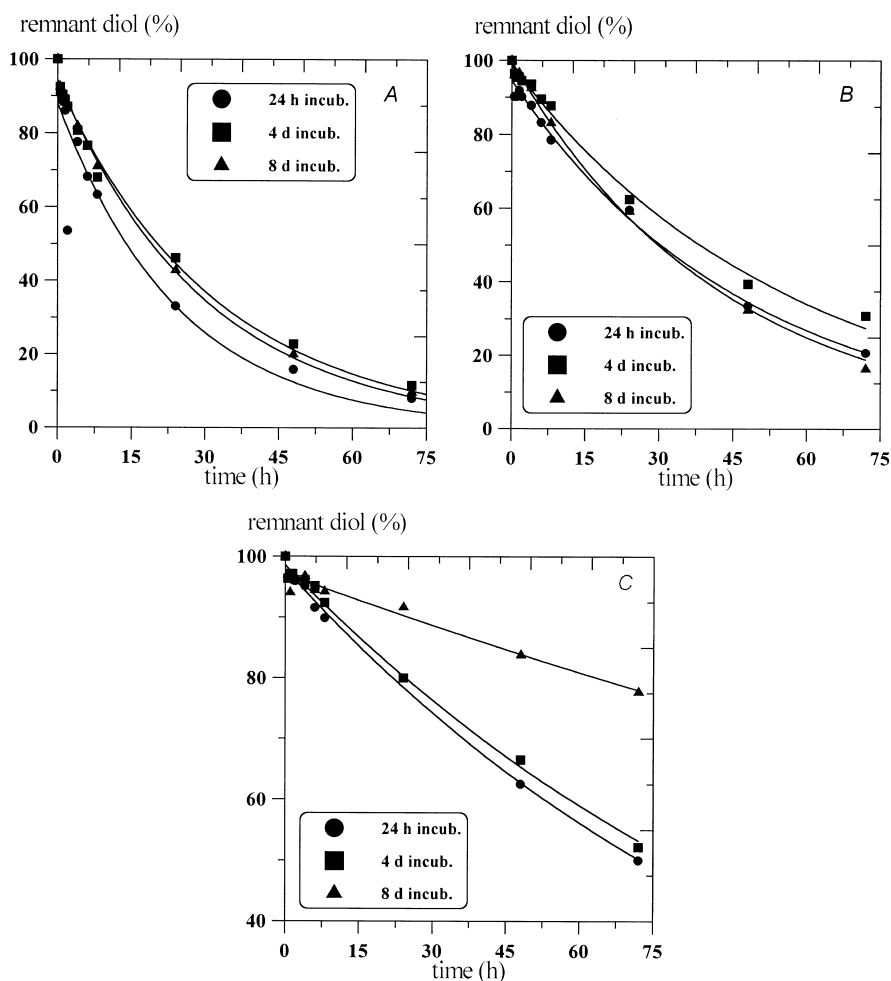 remnant diol (%)
100
80
60
40
20
0
A
24 h incub.
4 d incub.
8 d incub.
0 15 30 45 60 75
time (h)
remnant diol (%)
100
80
60
40
20
0
B
24 h incub.
4 d incub.
8 d incub.
0 15 30 45 60 75
time (h)
remnant diol (%)
100
80
60
40
C
24 h incub.
4 d incub.
8 d incub.
0 15 30 45 60 75
time (h)